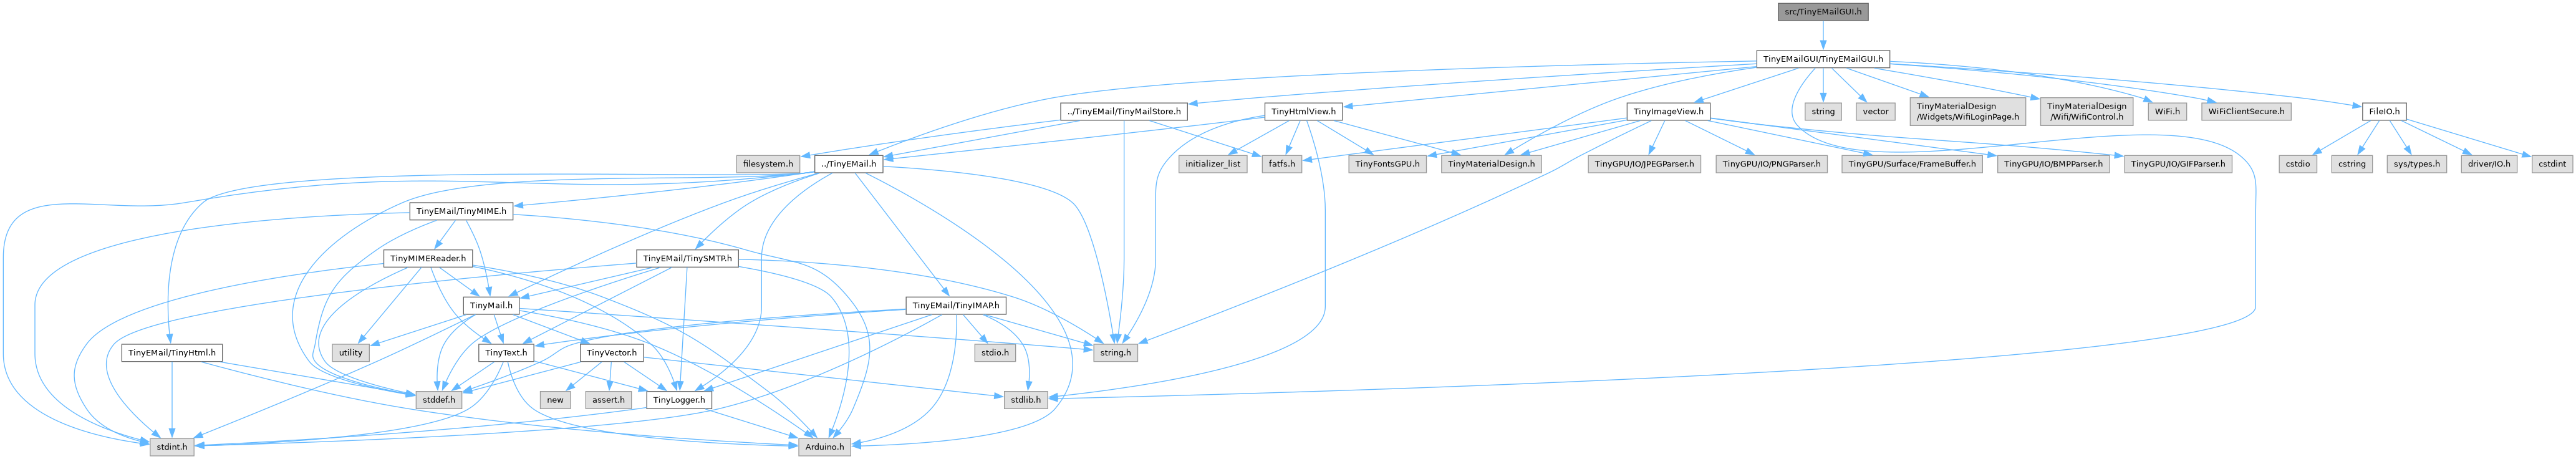 src/TinyEMailGUI.h
TinyEMailGUI/TinyEMailGUI.h
../TinyEMail/TinyMailStore.h
TinyHtmlView.h
TinyImageView.h
string
vector
TinyMaterialDesign
/Widgets/WifiLoginPage.h
TinyMaterialDesign
/Wifi/WifiControl.h
WiFi.h
WiFiClientSecure.h
FileIO.h
filesystem.h
../TinyEMail.h
initializer_list
fatfs.h
TinyFontsGPU.h
TinyMaterialDesign.h
TinyGPU/IO/JPEGParser.h
TinyGPU/IO/PNGParser.h
TinyGPU/Surface/FrameBuffer.h
TinyGPU/IO/BMPParser.h
TinyGPU/IO/GIFParser.h
cstdio
cstring
sys/types.h
driver/IO.h
cstdint
TinyEMail/TinyMIME.h
TinyMIMEReader.h
TinyEMail/TinySMTP.h
TinyMail.h
TinyEMail/TinyIMAP.h
TinyEMail/TinyHtml.h
utility
TinyText.h
TinyVector.h
stdio.h
string.h
stddef.h
new
assert.h
TinyLogger.h
stdlib.h
stdint.h
Arduino.h